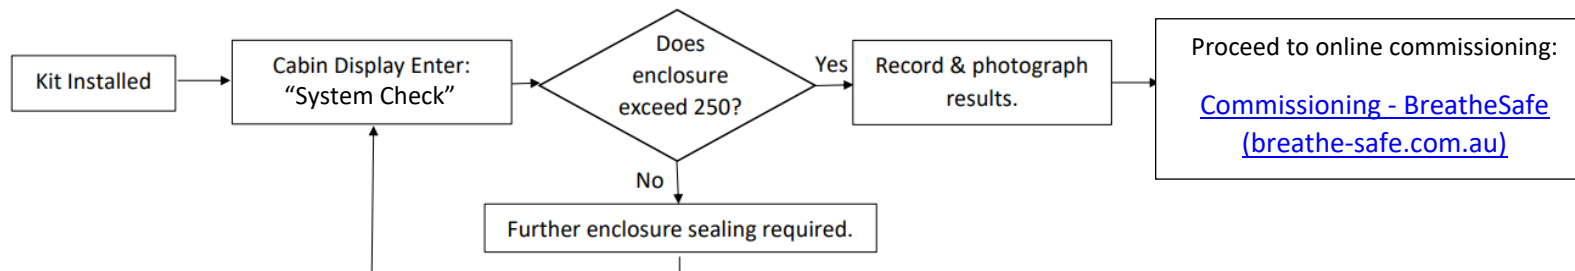 Kit Installed
Cabin Display Enter:
“System Check”
Does
enclosure
exceed 250?
Yes
Record & photograph
results.
Proceed to online commissioning:
Commissioning - BreatheSafe
(breathe-safe.com.au)
No
Further enclosure sealing required.